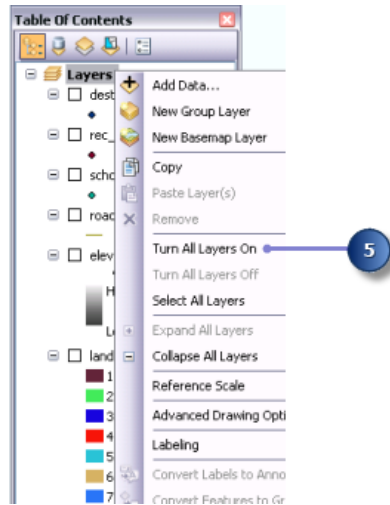 Table Of Contents
Layers
Add Data...
dest
New Group Layer
New Basemap Layer
rec_
Copy
scho
Paste Layer(s)
road
Remove
Turn All Layers On
5
elev
Turn All Layers Off
H
Select All Layers
Lo
Expand All Layers
land
Collapse All Layers
1
Reference Scale
2
3
Advanced Drawing Opti
4
Labeling
5
6
Convert Labels to Anno
7
Convert Features to Gr